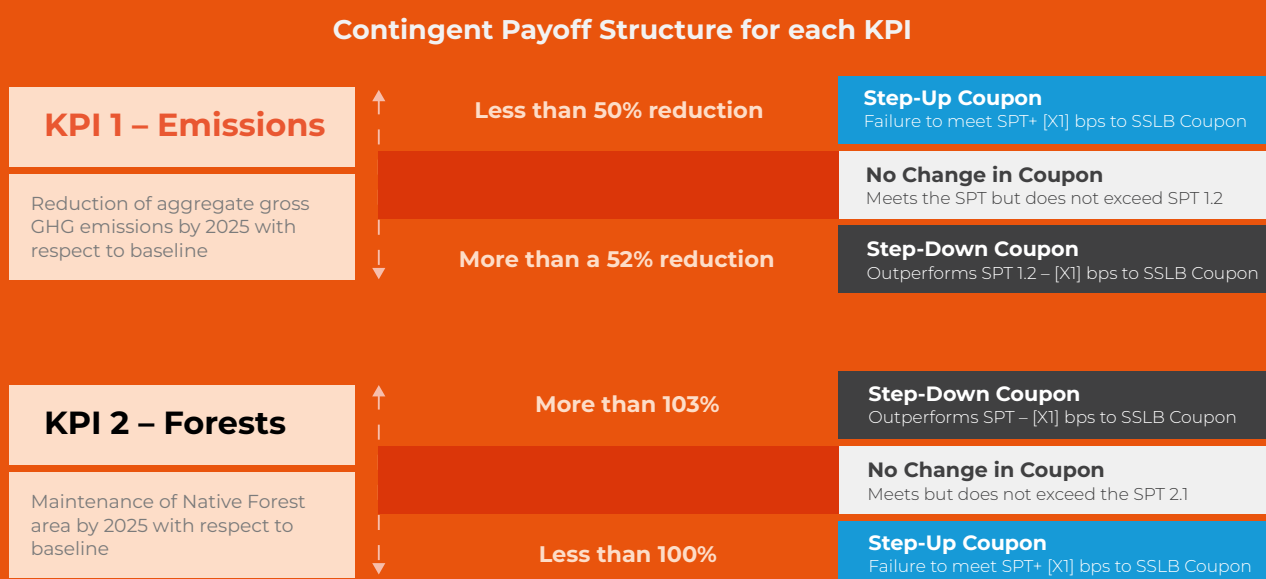 Contingent Payoff Structure for each KPI
KPI 1 – Emissions
Reduction of aggregate gross
GHG emissions by 2025 with
respect to baseline
Less than 50% reduction
More than a 52% reduction
Step-Up Coupon
Failure to meet SPT+ [X1] bps to SSLB Coupon
No Change in Coupon
Meets the SPT but does not exceed SPT 1.2
Step-Down Coupon
Outperforms SPT 1.2 – [X1] bps to SSLB Coupon
KPI 2 – Forests
Maintenance of Native Forest
area by 2025 with respect to
baseline
More than 103%
Less than 100%
Step-Down Coupon
Outperforms SPT – [X1] bps to SSLB Coupon
No Change in Coupon
Meets but does not exceed the SPT 2.1
Step-Up Coupon
Failure to meet SPT+ [X1] bps to SSLB Coupon